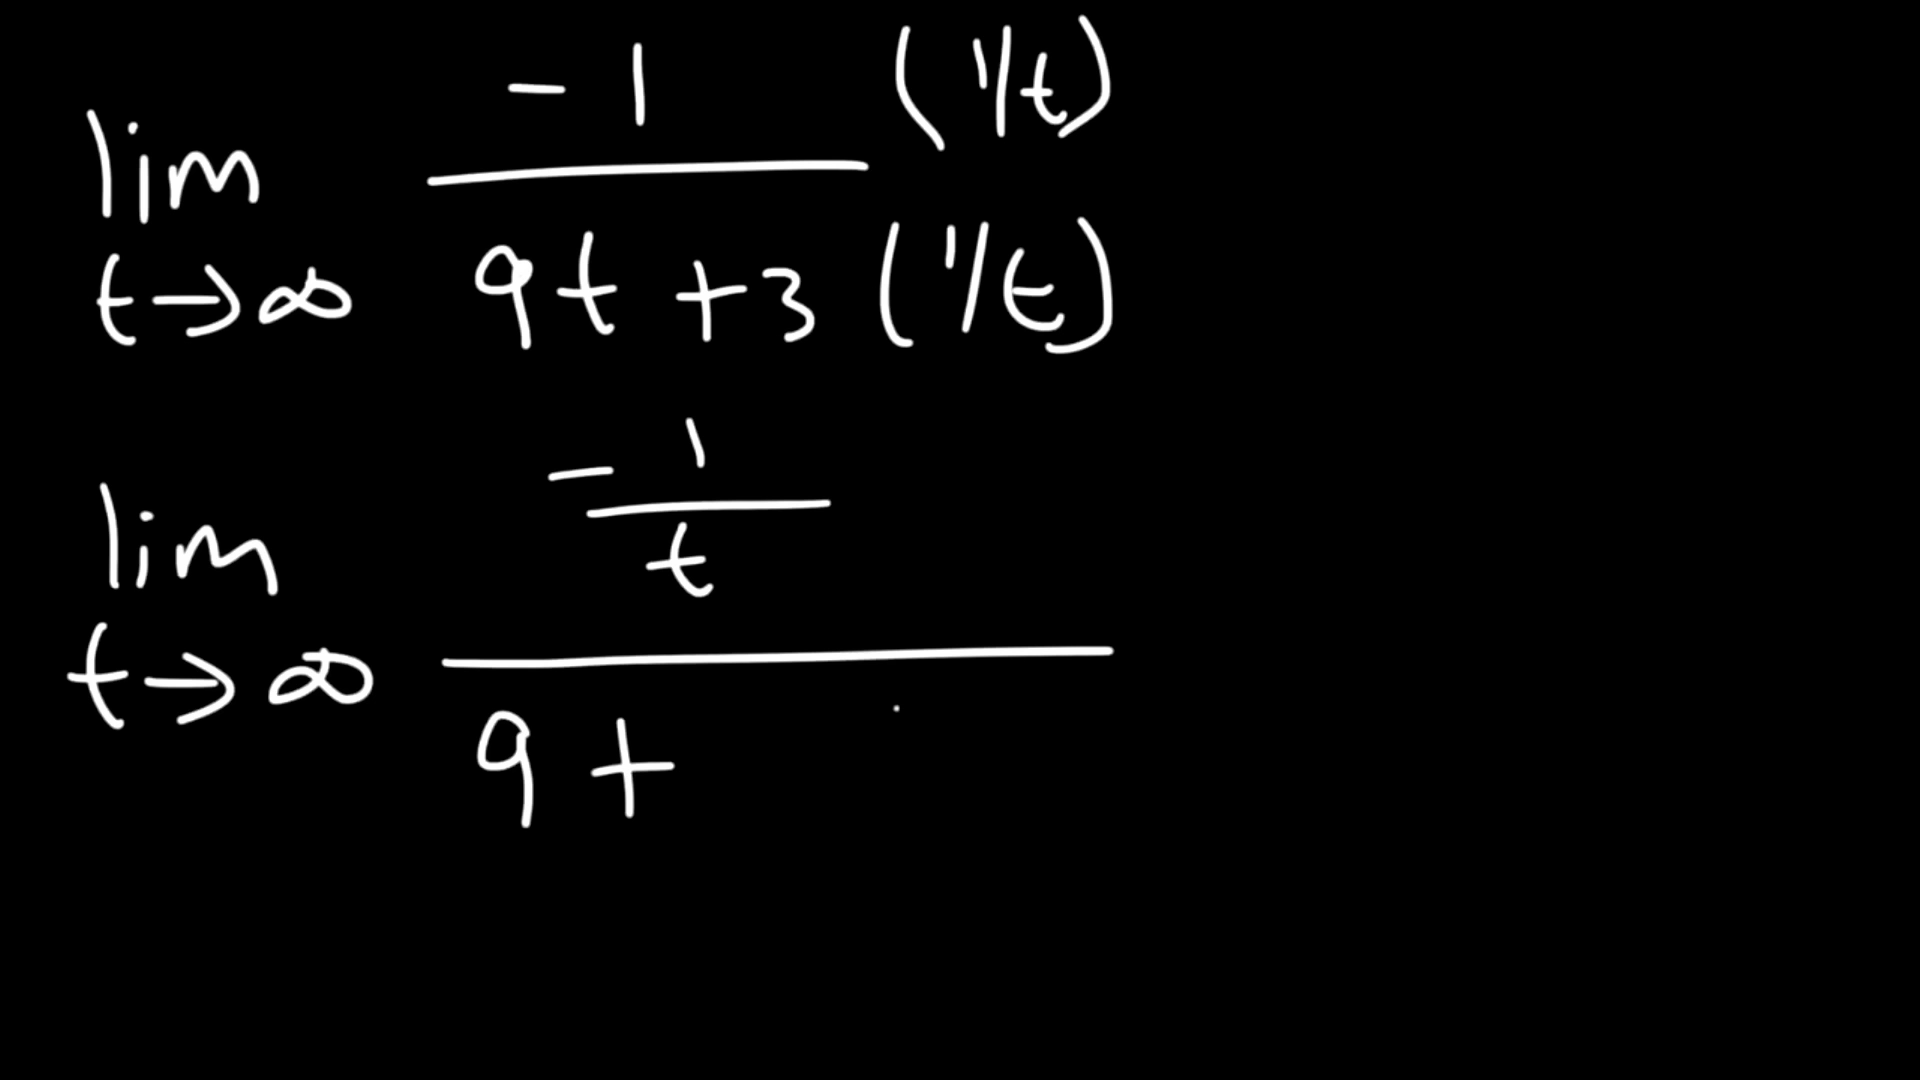 lim t→∞ -1 (1/t) / 9t + 3 (1/t)
lim t→∞ - 1/t / 9 +